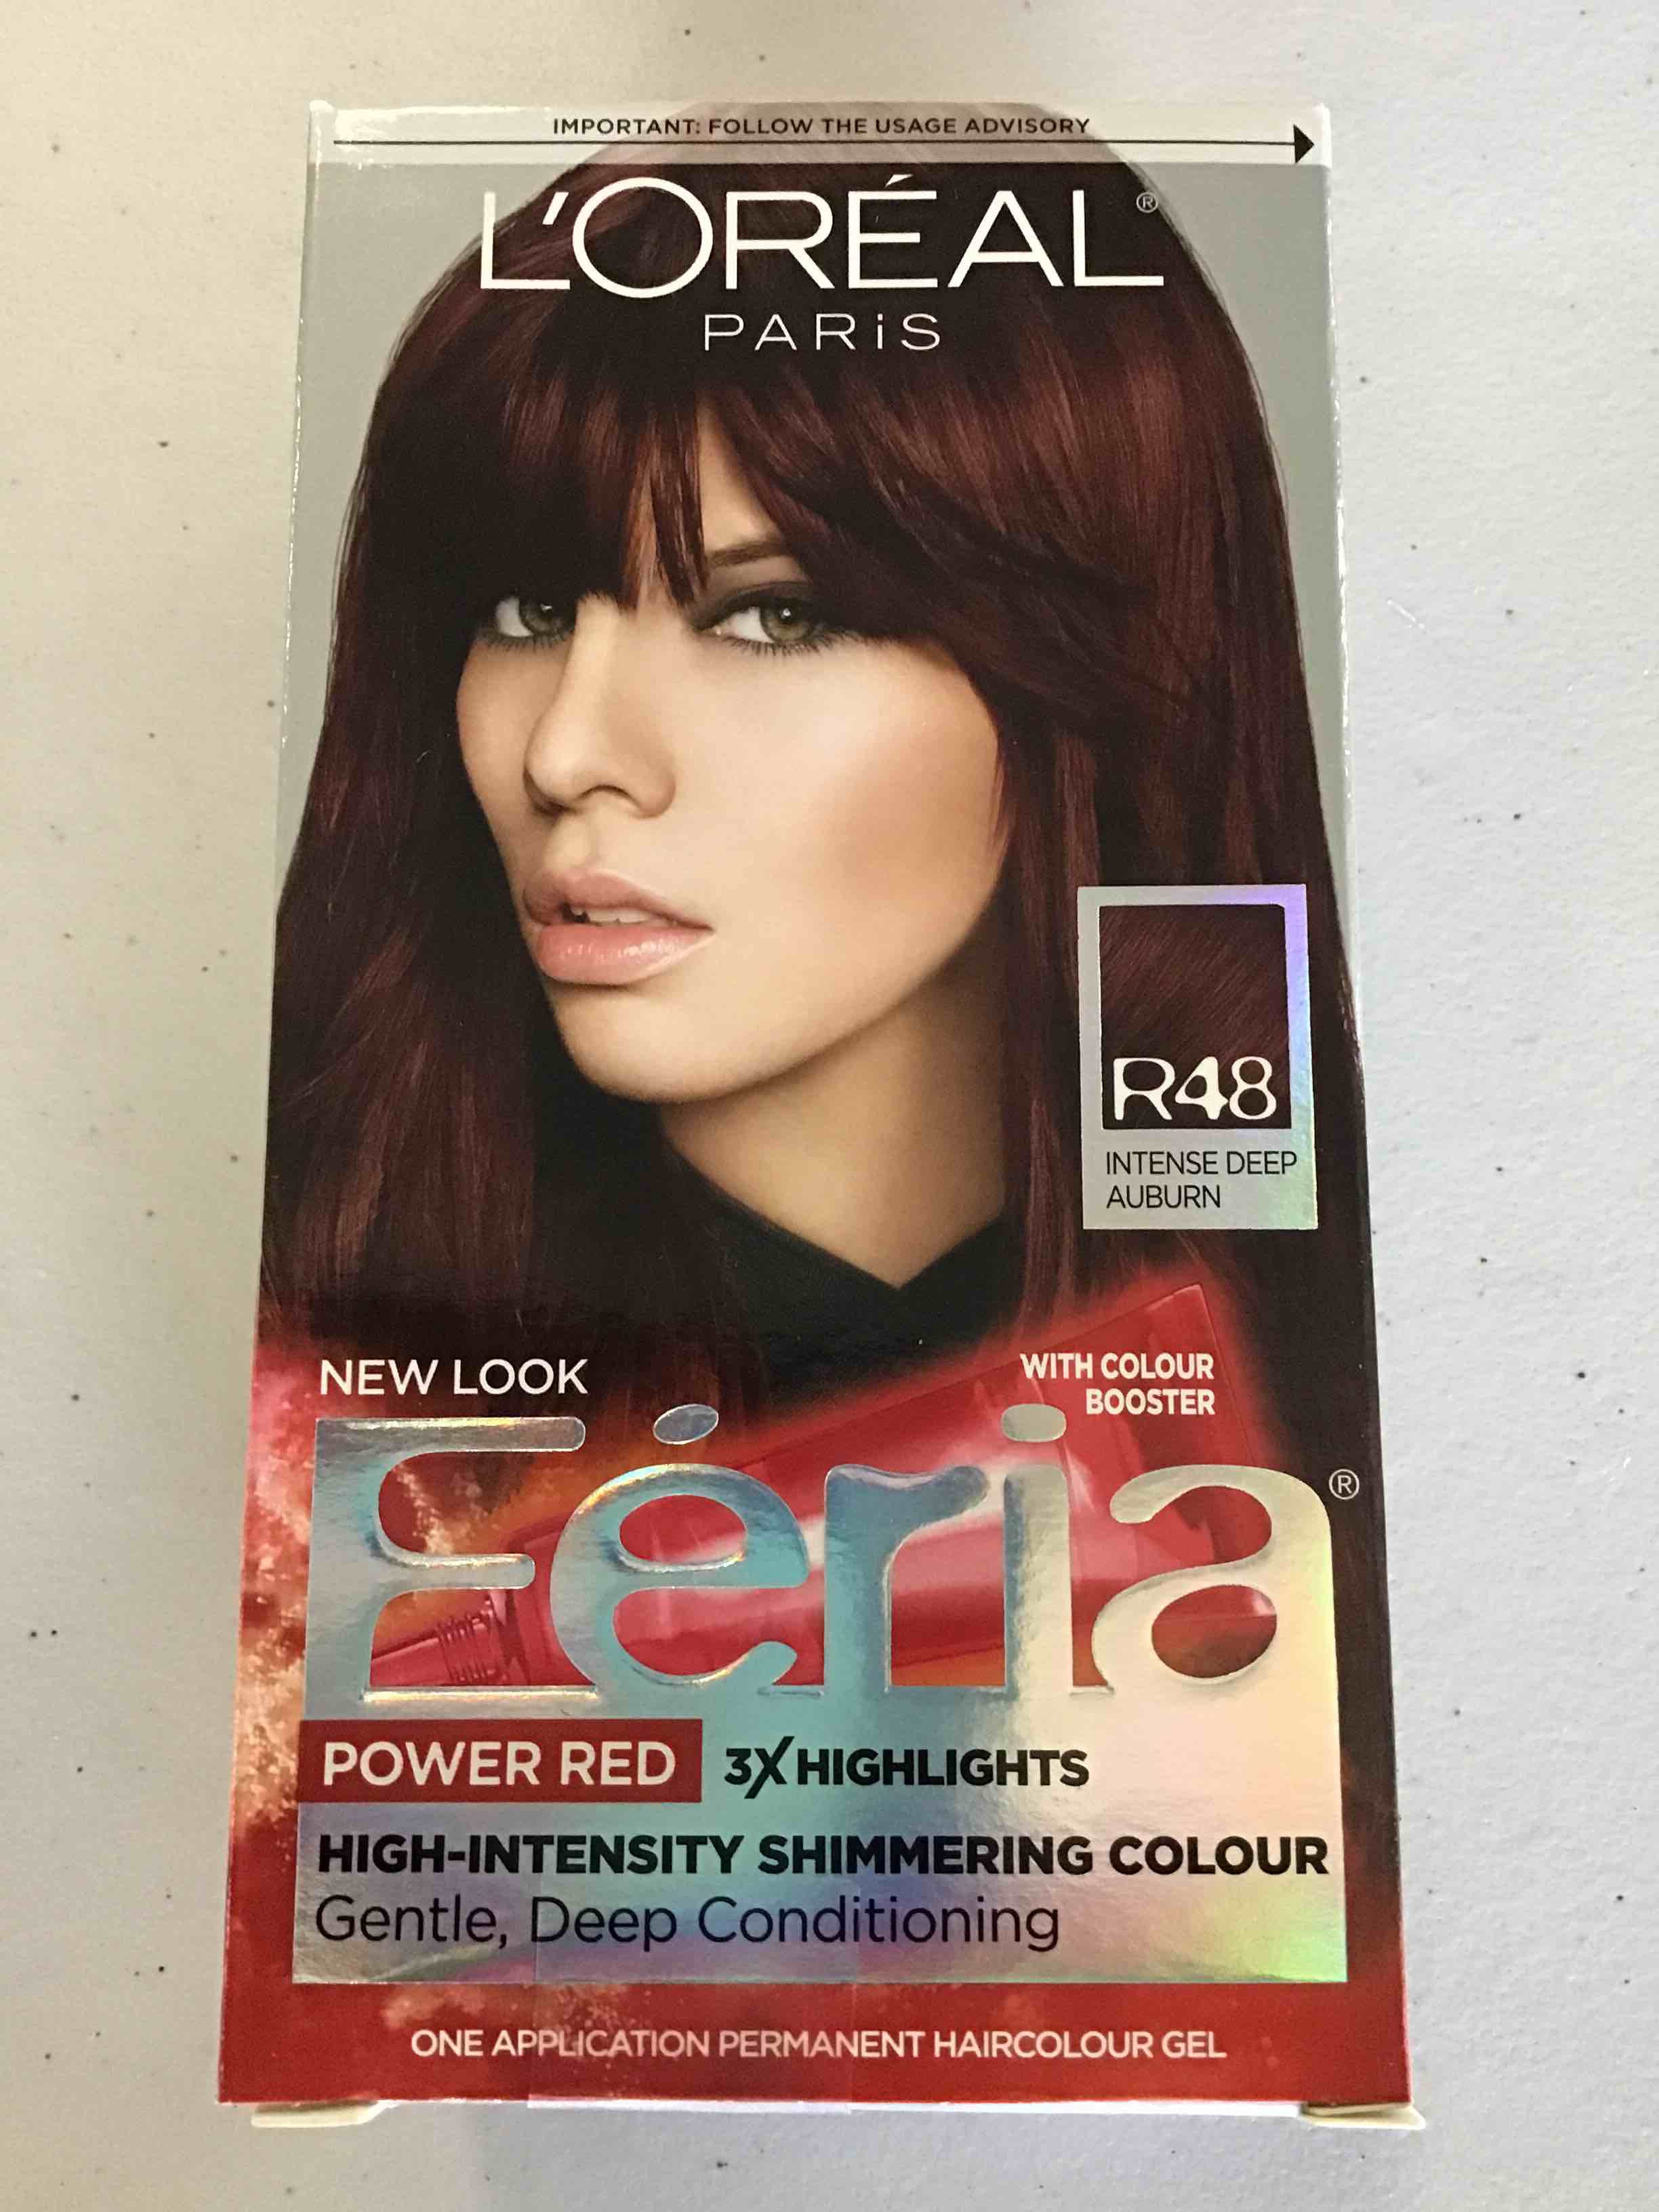 IMPORTANT: FOLLOW THE USAGE ADVISORY
L'ORÉAL®
PARiS
R48
INTENSE DEEP
AUBURN
NEW LOOK
WITH COLOUR
BOOSTER
Féria®
POWER RED 3X HIGHLIGHTS
HIGH-INTENSITY SHIMMERING COLOUR
Gentle, Deep Conditioning
ONE APPLICATION PERMANENT HAIRCOLOUR GEL